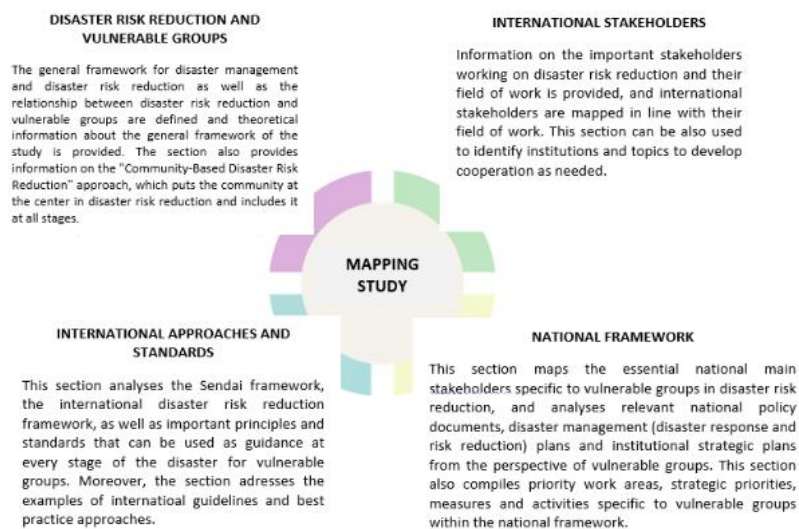 DISASTER RISK REDUCTION AND
VULNERABLE GROUPS
The general framework for disaster management
and disaster risk reduction as well as the
relationship between disaster risk reduction and
vulnerable groups are defined and theoretical
information about the general framework of the
study is provided. The section also provides
information on the "Community-Based Disaster Risk
Reduction" approach, which puts the community at
the center in disaster risk reduction and includes it
at all stages.
INTERNATIONAL STAKEHOLDERS
Information on the important stakeholders
working on disaster risk reduction and their
field of work is provided, and international
stakeholders are mapped in line with their
field of work. This section can be also used
to identify institutions and topics to develop
cooperation as needed.
MAPPING
STUDY
INTERNATIONAL APPROACHES AND
STANDARDS
This section analyses the Sendai framework,
the international disaster risk reduction
framework, as well as important principles and
standards that can be used as guidance at
every stage of the disaster for vulnerable
groups. Moreover, the section adresses the
examples of internatioal guidelines and best
practice approaches.
NATIONAL FRAMEWORK
This section maps the essential national main
stakeholders specific to vulnerable groups in disaster risk
reduction, and analyses relevant national policy
documents, disaster management (disaster response and
risk reduction) plans and institutional strategic plans
from the perspective of vulnerable groups. This section
also compiles priority work areas, strategic priorities,
measures and activities specific to vulnerable groups
within the national framework.